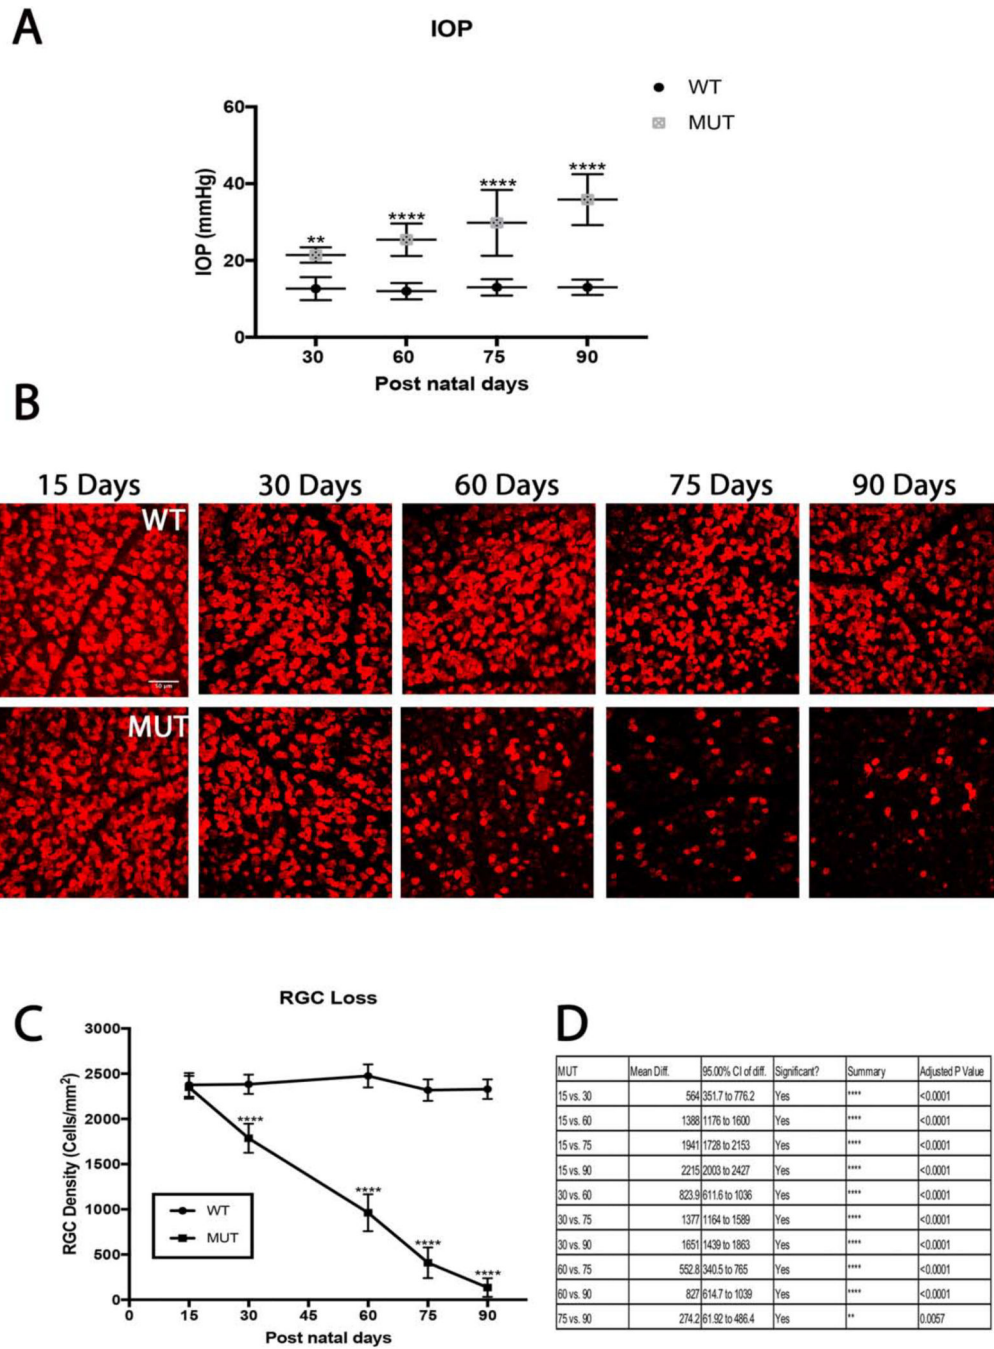 A
IOP
WT
MUT
60
40
20
0
IOP (mmHg)
**
****
****
****
30 60 75 90
Post natal days
B
15 Days 30 Days 60 Days 75 Days 90 Days
WT
50 µm
MUT
C
RGC Loss
3000
2500
2000
1500
1000
500
0
RGC Density (Cells/mm²)
****
****
****
****
WT
MUT
0 15 30 45 60 75 90
Post natal days
D
MUT Mean Diff. 95.00% CI of diff. Significant? Summary Adjusted P Value
15 vs. 30 564 351.7 to 776.2 Yes **** <0.0001
15 vs. 60 1388 1176 to 1600 Yes **** <0.0001
15 vs. 75 1941 1728 to 2153 Yes **** <0.0001
15 vs. 90 2215 2003 to 2427 Yes **** <0.0001
30 vs. 60 823.9 611.6 to 1036 Yes **** <0.0001
30 vs. 75 1377 1164 to 1589 Yes **** <0.0001
30 vs. 90 1651 1439 to 1863 Yes **** <0.0001
60 vs. 75 552.8 340.5 to 765 Yes **** <0.0001
60 vs. 90 827 614.7 to 1039 Yes **** <0.0001
75 vs. 90 274.2 61.92 to 486.4 Yes ** 0.0057